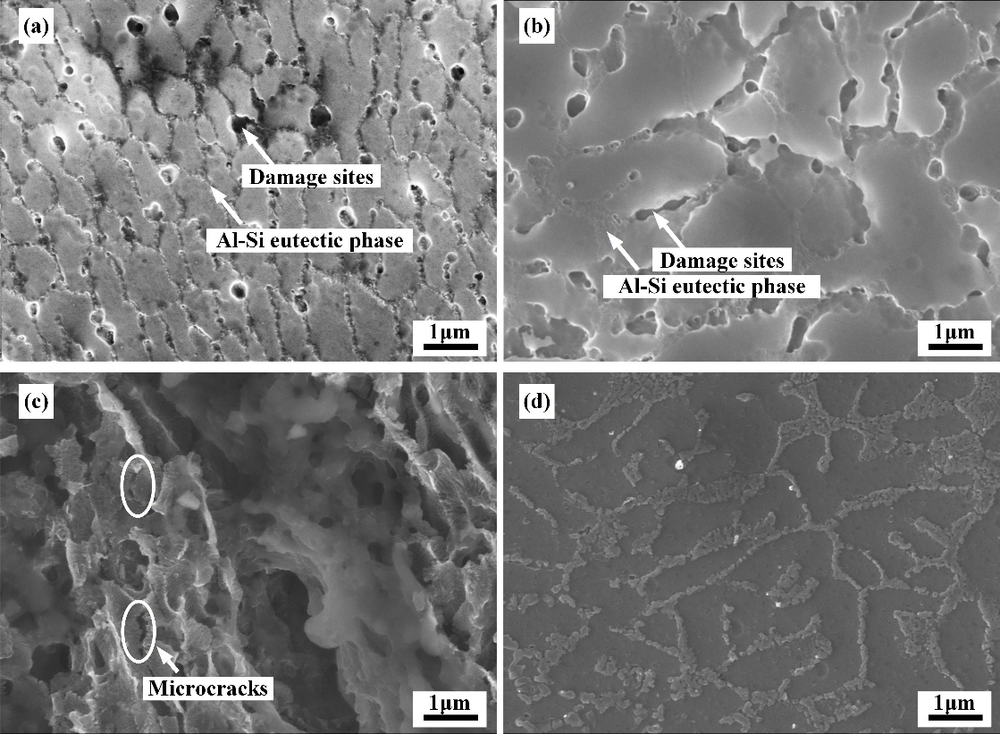 (a)
Damage sites
Al-Si eutectic phase
1μm
(b)
Damage sites
Al-Si eutectic phase
1μm
(c)
Microcracks
1μm
(d)
1μm